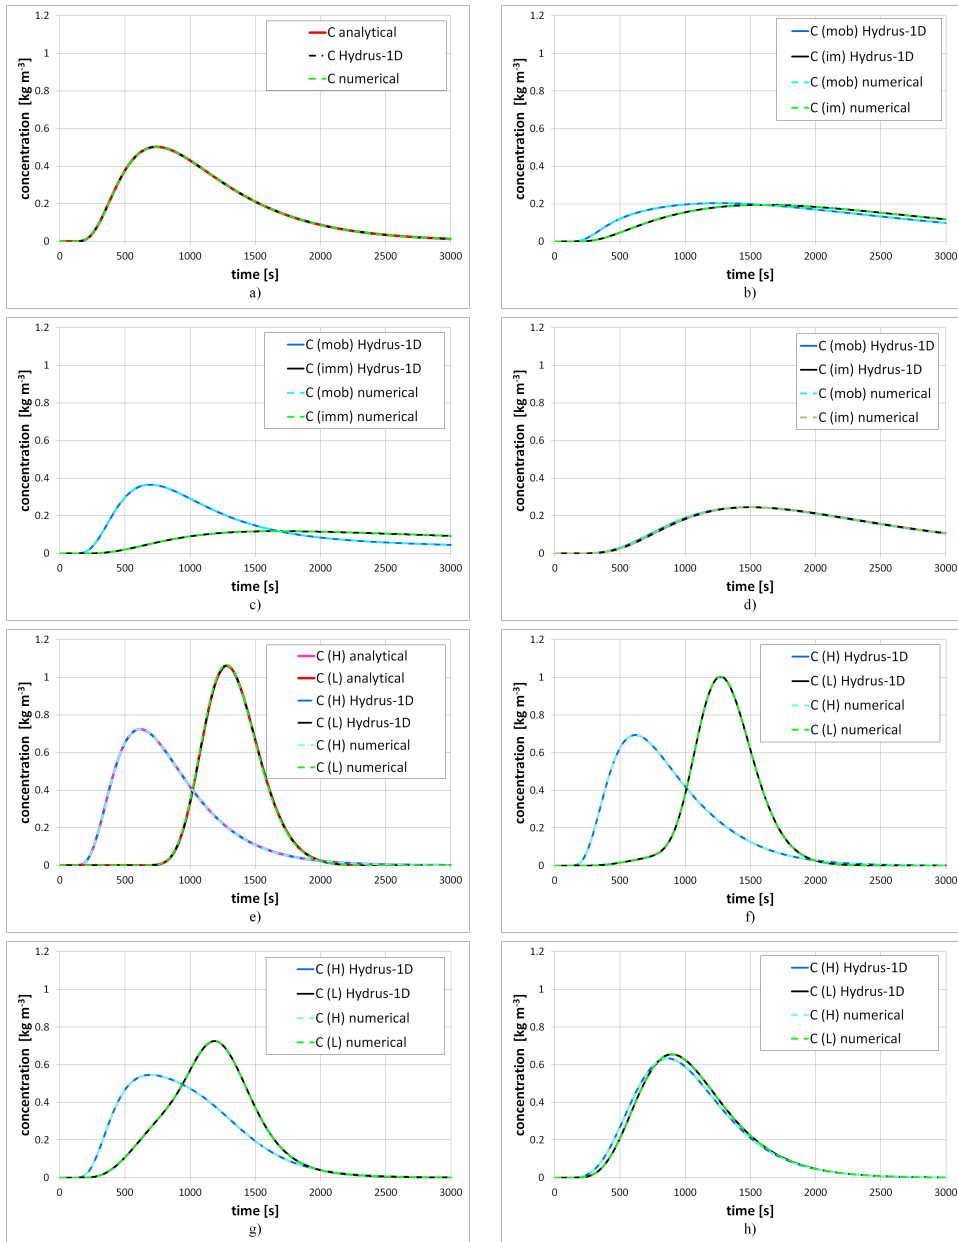 1.2
1
0.8
0.6
0.4
0.2
0
concentration [kg m⁻³]
C analytical
C Hydrus-1D
C numerical
0 500 1000 1500 2000 2500 3000
time [s]
a)
1.2
1
0.8
0.6
0.4
0.2
0
concentration [kg m⁻³]
C (mob) Hydrus-1D
C (im) Hydrus-1D
C (mob) numerical
C (im) numerical
0 500 1000 1500 2000 2500 3000
time [s]
b)
1.2
1
0.8
0.6
0.4
0.2
0
concentration [kg m⁻³]
C (mob) Hydrus-1D
C (imm) Hydrus-1D
C (mob) numerical
C (imm) numerical
0 500 1000 1500 2000 2500 3000
time [s]
c)
1.2
1
0.8
0.6
0.4
0.2
0
concentration [kg m⁻³]
C (mob) Hydrus-1D
C (im) Hydrus-1D
C (mob) numerical
C (im) numerical
0 500 1000 1500 2000 2500 3000
time [s]
d)
1.2
1
0.8
0.6
0.4
0.2
0
concentration [kg m⁻³]
C (H) analytical
C (L) analytical
C (H) Hydrus-1D
C (L) Hydrus-1D
C (H) numerical
C (L) numerical
0 500 1000 1500 2000 2500 3000
time [s]
e)
1.2
1
0.8
0.6
0.4
0.2
0
concentration [kg m⁻³]
C (H) Hydrus-1D
C (L) Hydrus-1D
C (H) numerical
C (L) numerical
0 500 1000 1500 2000 2500 3000
time [s]
f)
1.2
1
0.8
0.6
0.4
0.2
0
concentration [kg m⁻³]
C (H) Hydrus-1D
C (L) Hydrus-1D
C (H) numerical
C (L) numerical
0 500 1000 1500 2000 2500 3000
time [s]
g)
1.2
1
0.8
0.6
0.4
0.2
0
concentration [kg m⁻³]
C (H) Hydrus-1D
C (L) Hydrus-1D
C (H) numerical
C (L) numerical
0 500 1000 1500 2000 2500 3000
time [s]
h)